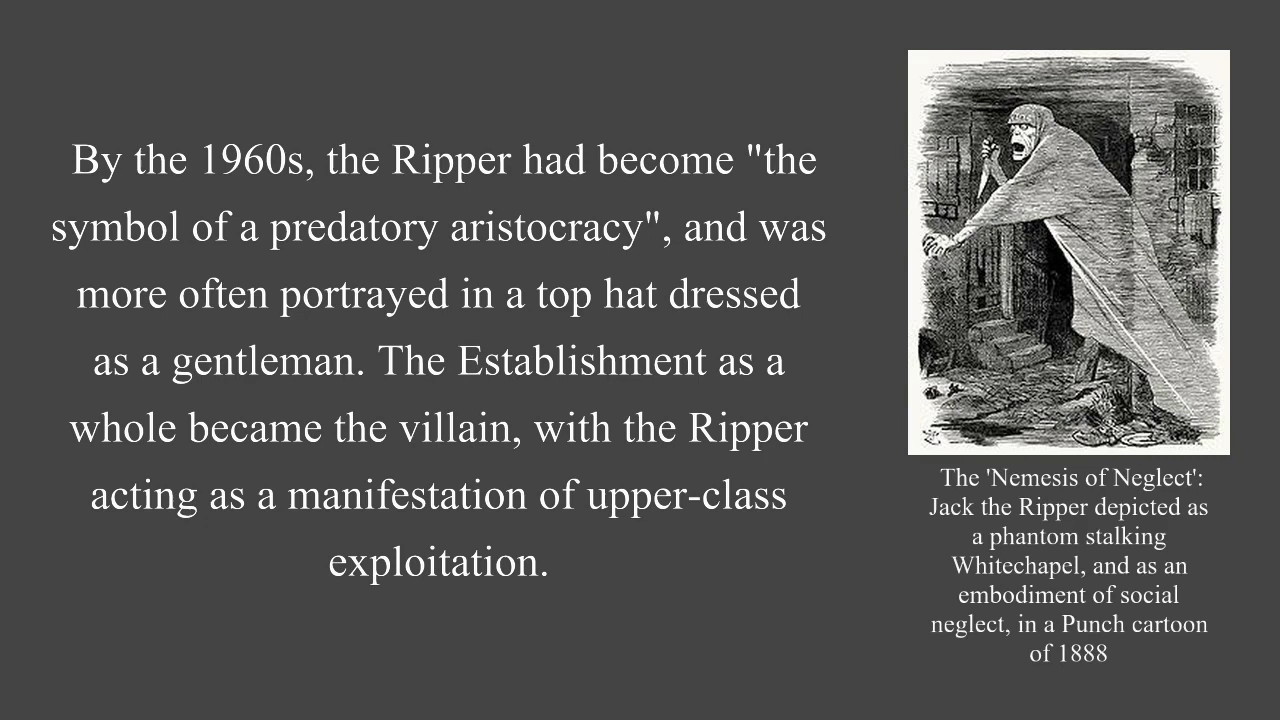 By the 1960s, the Ripper had become "the
symbol of a predatory aristocracy", and was
more often portrayed in a top hat dressed
as a gentleman. The Establishment as a
whole became the villain, with the Ripper
acting as a manifestation of upper-class
exploitation.
The 'Nemesis of Neglect':
Jack the Ripper depicted as
a phantom stalking
Whitechapel, and as an
embodiment of social
neglect, in a Punch cartoon
of 1888